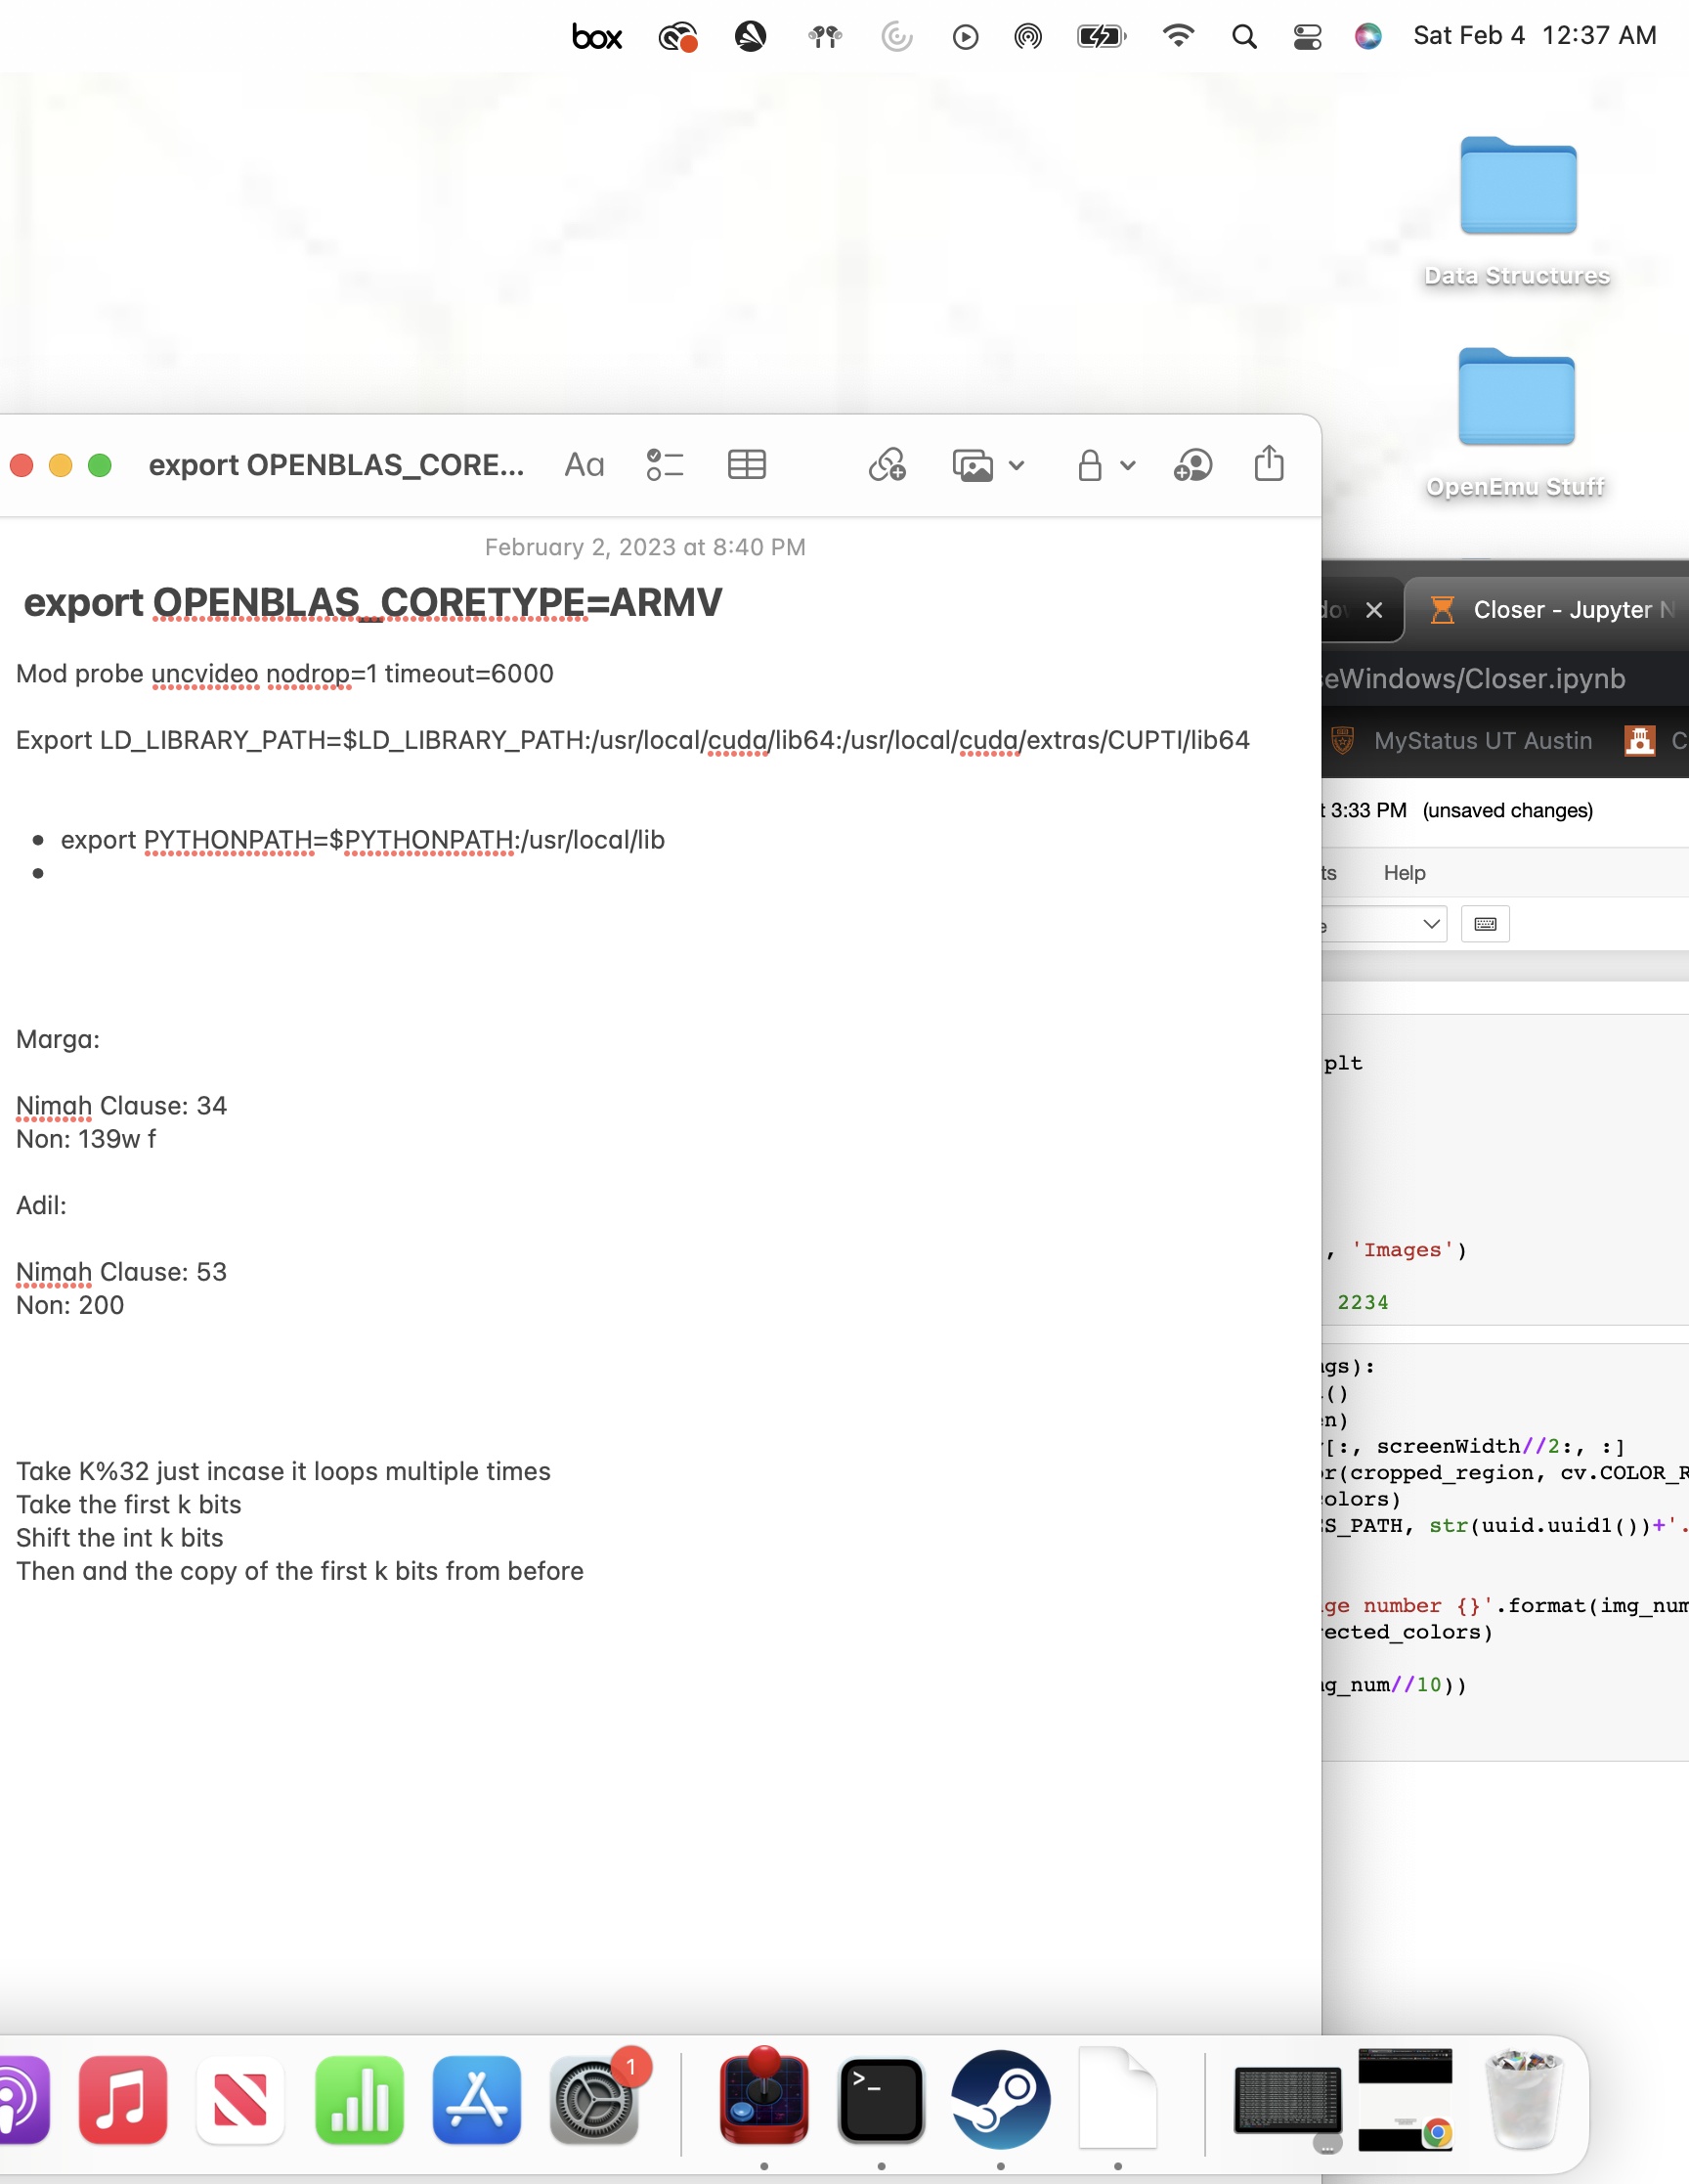 box
Sat Feb 4 12:37 AM
Data Structures
OpenEmu Stuff
export OPENBLAS_CORE...
Aa
February 2, 2023 at 8:40 PM
export OPENBLAS_CORETYPE=ARMV
Mod probe uncvideo nodrop=1 timeout=6000
Export LD_LIBRARY_PATH=$LD_LIBRARY_PATH:/usr/local/cuda/lib64:/usr/local/cuda/extras/CUPTI/lib64
• export PYTHONPATH=$PYTHONPATH:/usr/local/lib
•
Marga:
Nimah Clause: 34
Non: 139w f
Adil:
Nimah Clause: 53
Non: 200
Take K%32 just incase it loops multiple times
Take the first k bits
Shift the int k bits
Then and the copy of the first k bits from before
Closer - Jupyter N
eWindows/Closer.ipynb
MyStatus UT Austin
C
t 3:33 PM (unsaved changes)
ts Help
plt
, 'Images')
2234
gs):
()
en)
[:, screenWidth//2:, :]
or(cropped_region, cv.COLOR_R
olors)
S_PATH, str(uuid.uuid1())+'.
ge number {}'.format(img_num
rected_colors)
g_num//10))
1
>_